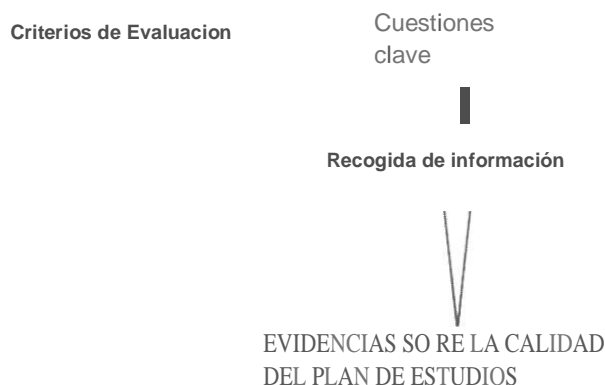 Criterios de Evaluacion
Cuestiones
clave
Recogida de información
EVIDENCIAS SO RE LA CALIDAD
DEL PLAN DE ESTUDIOS